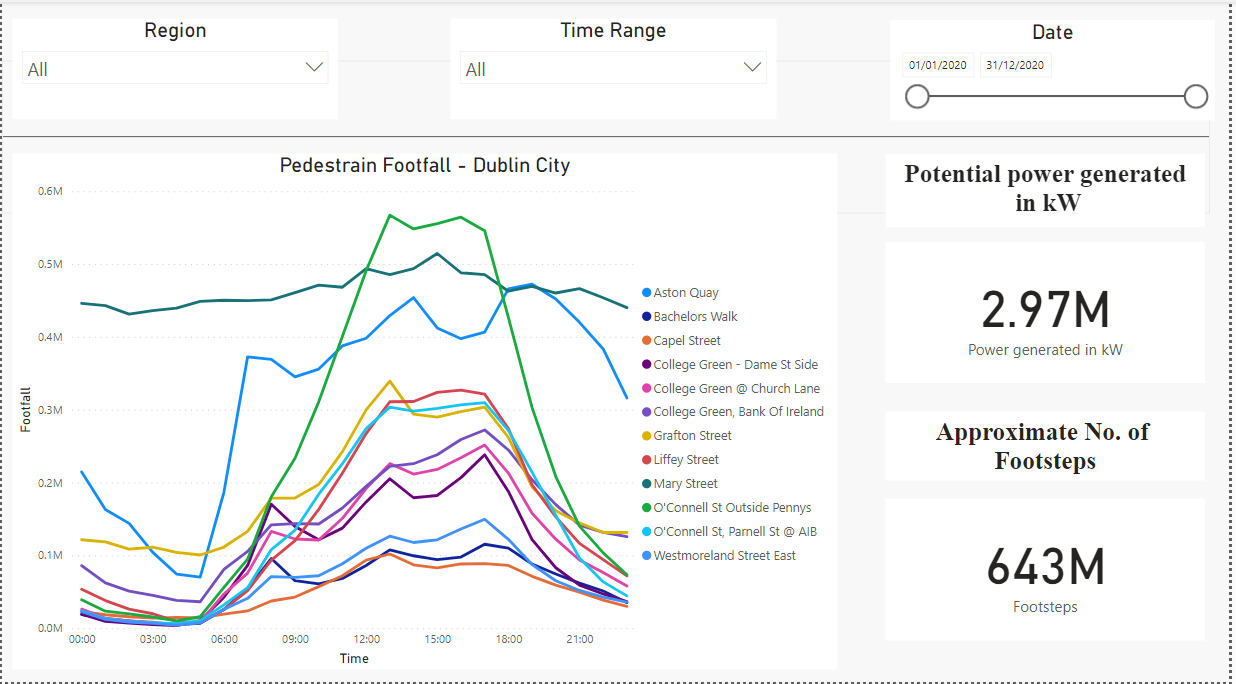 Region
All
Time Range
All
Date
01/01/2020
31/12/2020
Pedestrain Footfall - Dublin City
0.6M
0.5M
0.4M
0.3M
0.2M
0.1M
0.0M
Footfall
00:00
03:00
06:00
09:00
12:00
15:00
18:00
21:00
Time
Aston Quay
Bachelors Walk
Capel Street
College Green - Dame St Side
College Green @ Church Lane
College Green, Bank Of Ireland
Grafton Street
Liffey Street
Mary Street
O'Connell St Outside Pennys
O'Connell St, Parnell St @ AIB
Westmoreland Street East
Potential power generated
in kW
2.97M
Power generated in kW
Approximate No. of
Footsteps
643M
Footsteps